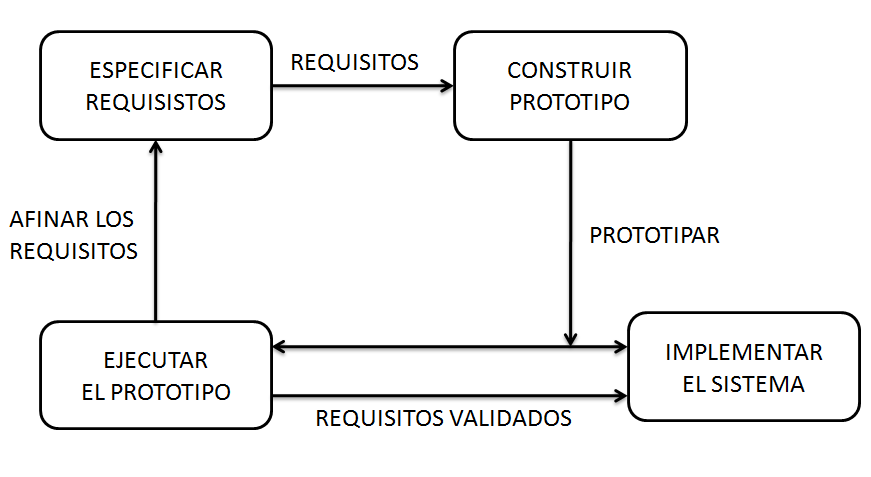 ESPECIFICAR
REQUISISTOS
REQUISITOS
CONSTRUIR
PROTOTIPO
AFINAR LOS
REQUISITOS
PROTOTIPAR
EJECUTAR
EL PROTOTIPO
REQUISITOS VALIDADOS
IMPLEMENTAR
EL SISTEMA